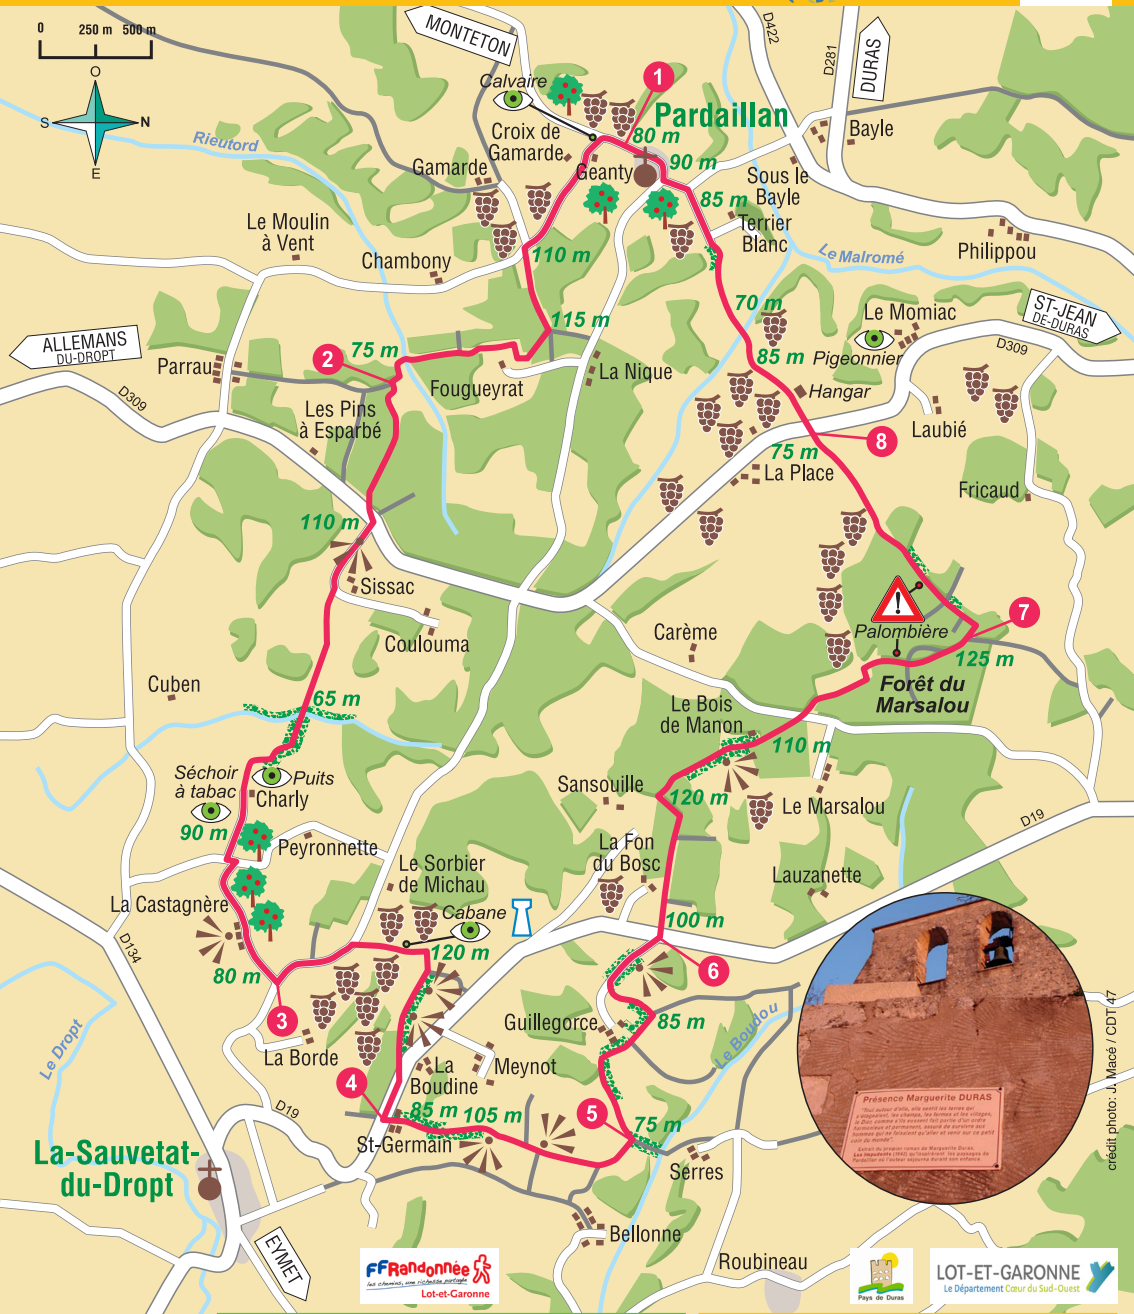 0 250 m 500 m
O
S N
E
MONTETON
D422
D281
DURAS
Calvaire
1
Pardaillan
80 m
Bayle
Croix de
Gamarde
Rieutord
Gamarde
Geanty
90 m
Sous le
Bayle
85 m
Terrier
Blanc
Le Moulin
à Vent
Chambony
110 m
Le Malromé
Philippou
70 m
ST-JEAN
DE-DURAS
115 m
Le Momiac
ALLEMANS
DU-DROPT
2
75 m
85 m
Pigeonnier
D309
Parrau
La Nique
Fougueyrat
Hangar
D309
Les Pins
à Esparbé
8
Laubié
75 m
La Place
Fricaud
110 m
Sissac
Palombière
7
Coulouma
Carème
125 m
Forêt du
Marsalou
Cuben
65 m
Le Bois
de Manon
110 m
Séchoir
à tabac
Puits
Charly
Sansouille
120 m
Le Marsalou
90 m
D19
Peyronnette
La Fon
du Bosc
Le Sorbier
de Michau
Lauzanette
La Castagnère
Cabane
100 m
D134
120 m
80 m
6
3
Guillegorce
85 m
Le Boudou
Le Dropt
La Borde
Meynot
La
Boudine
4
D19
85 m
105 m
5
75 m
St-Germain
Serres
La-Sauvetat-
du-Dropt
Bellonne
EYMET
Roubineau
Présence Marguerite DURAS
crédit photo: J. Macé / CDT 47
FFRandonnée
les chemins, une richesse partagée
Lot-et-Garonne
Pays de Duras
LOT-ET-GARONNE
Le Département Cœur du Sud-Ouest